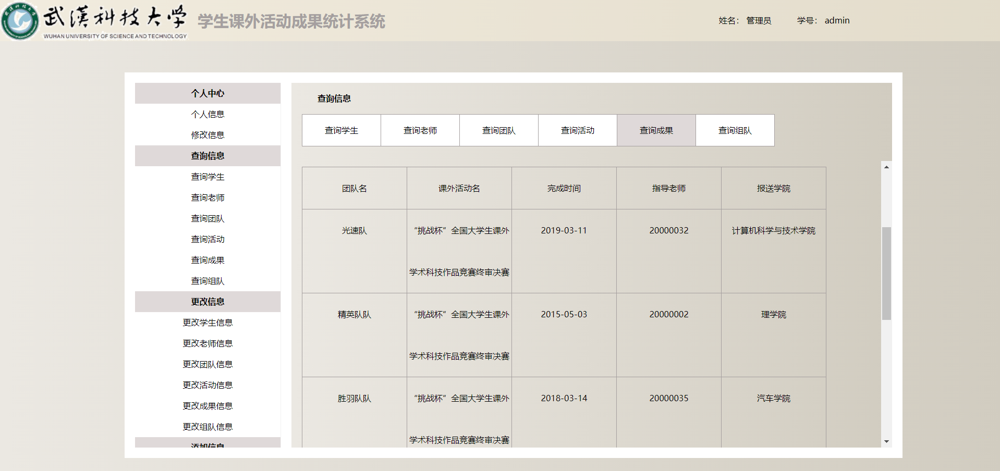 武漢科技大学
WUHAN UNIVERSITY OF SCIENCE AND TECHNOLOGY
学生课外活动成果统计系统
姓名： 管理员 学号： admin
个人中心
个人信息
修改信息
查询信息
查询学生
查询老师
查询团队
查询活动
查询成果
查询组队
更改信息
更改学生信息
更改老师信息
更改团队信息
更改活动信息
更改成果信息
更改组队信息
添加信息
查询信息
查询学生 查询老师 查询团队 查询活动 查询成果 查询组队
团队名 课外活动名 完成时间 指导老师 报送学院
光速队 “挑战杯”全国大学生课外 2019-03-11 20000032 计算机科学与技术学院
学术科技作品竞赛终审决赛
精英队队 “挑战杯”全国大学生课外 2015-05-03 20000002 理学院
学术科技作品竞赛终审决赛
胜羽队队 “挑战杯”全国大学生课外 2018-03-14 20000035 汽车学院
学术科技作品竞赛终审决赛